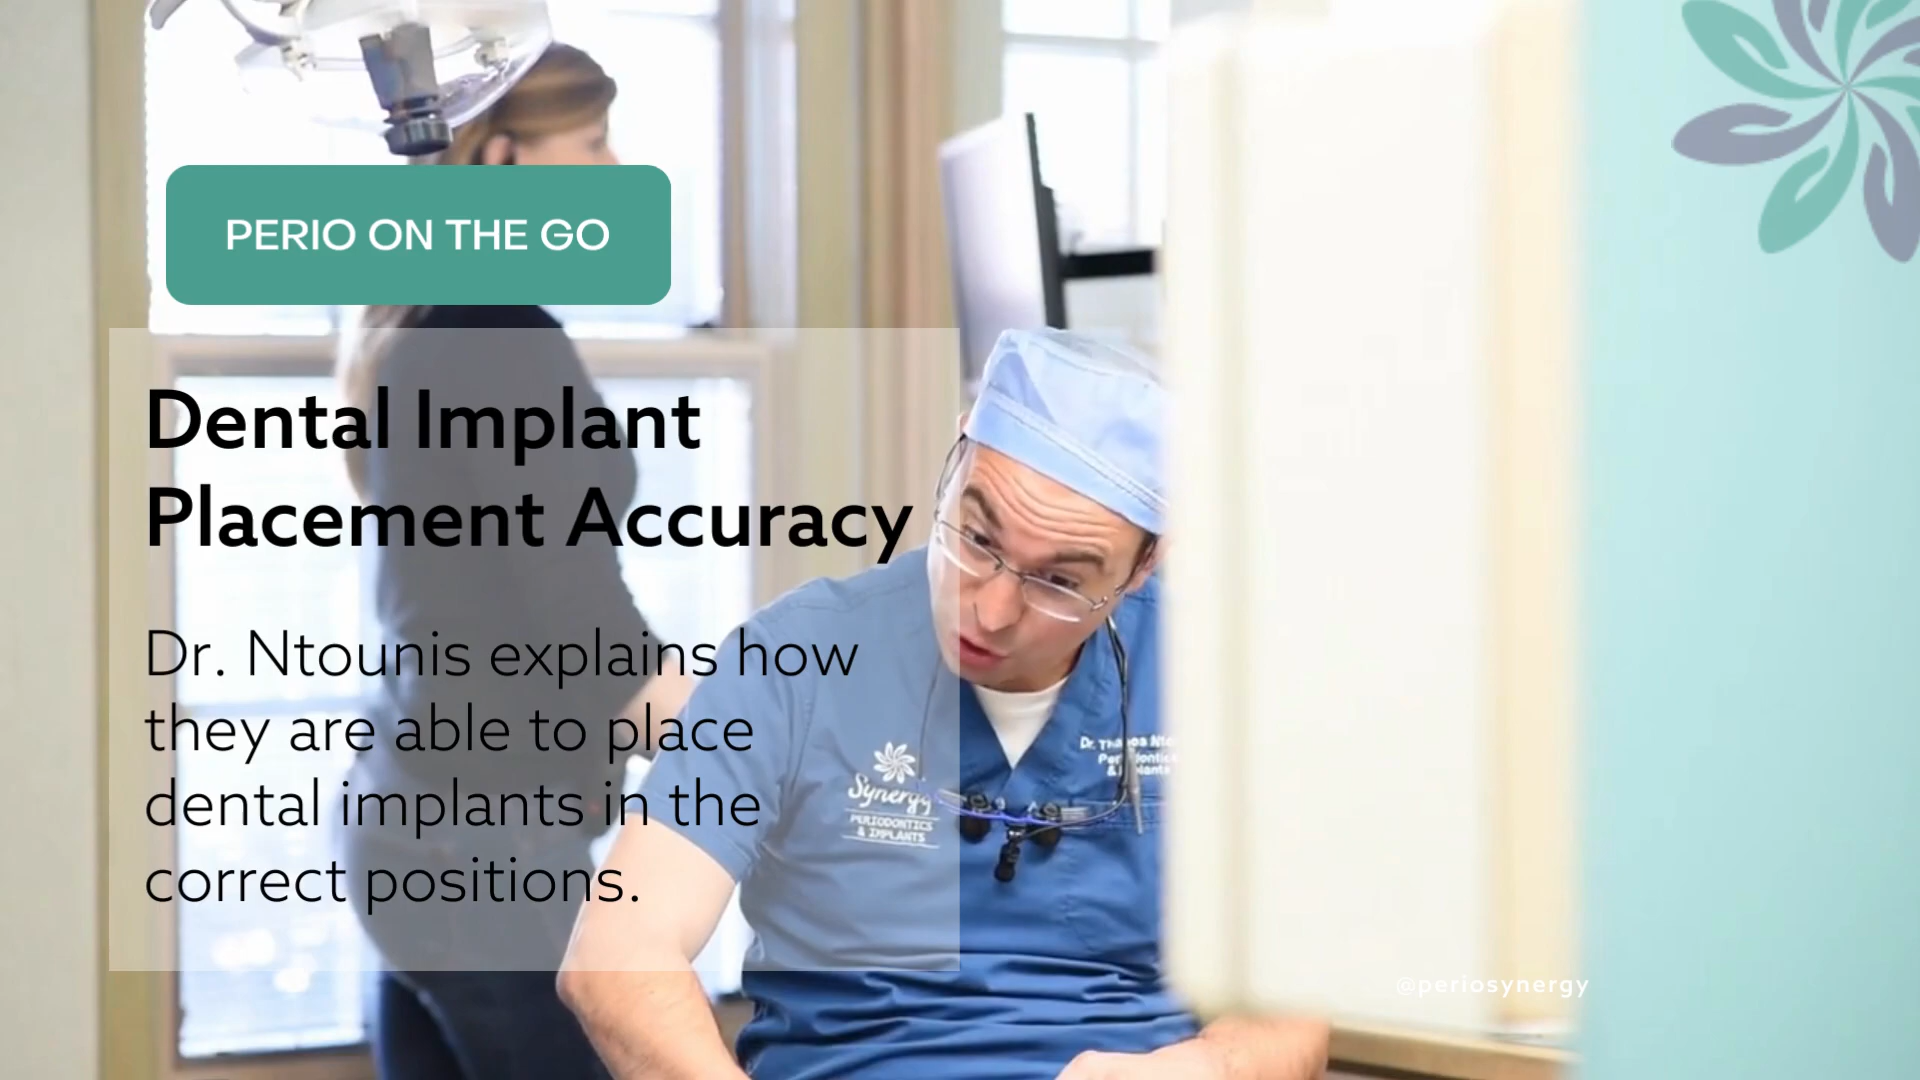 PERIO ON THE GO
Dental Implant
Placement Accuracy
Dr. Ntounis explains how
they are able to place
dental implants in the
correct positions.
Synergy
PERIODONTICS
& IMPLANTS
Dr.
@periosynergy